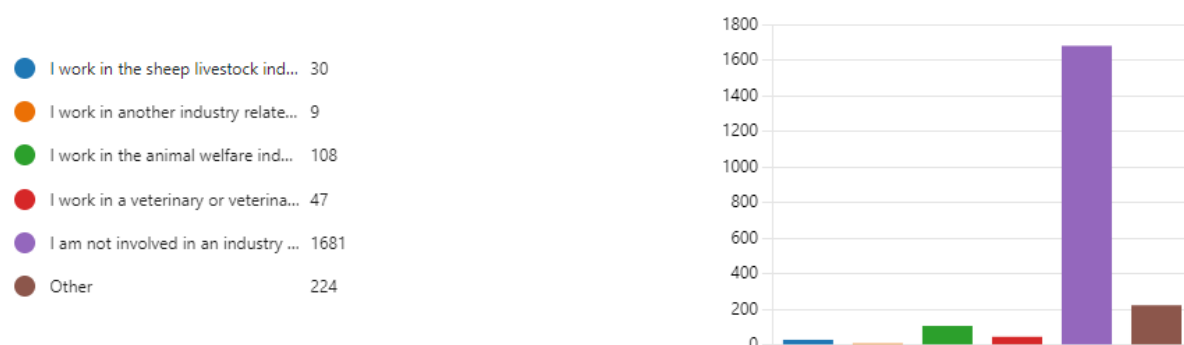 I work in the sheep livestock ind... 30
I work in another industry relate... 9
I work in the animal welfare ind... 108
I work in a veterinary or veterina... 47
I am not involved in an industry ... 1681
Other 224
1800
1600
1400
1200
1000
800
600
400
200
0